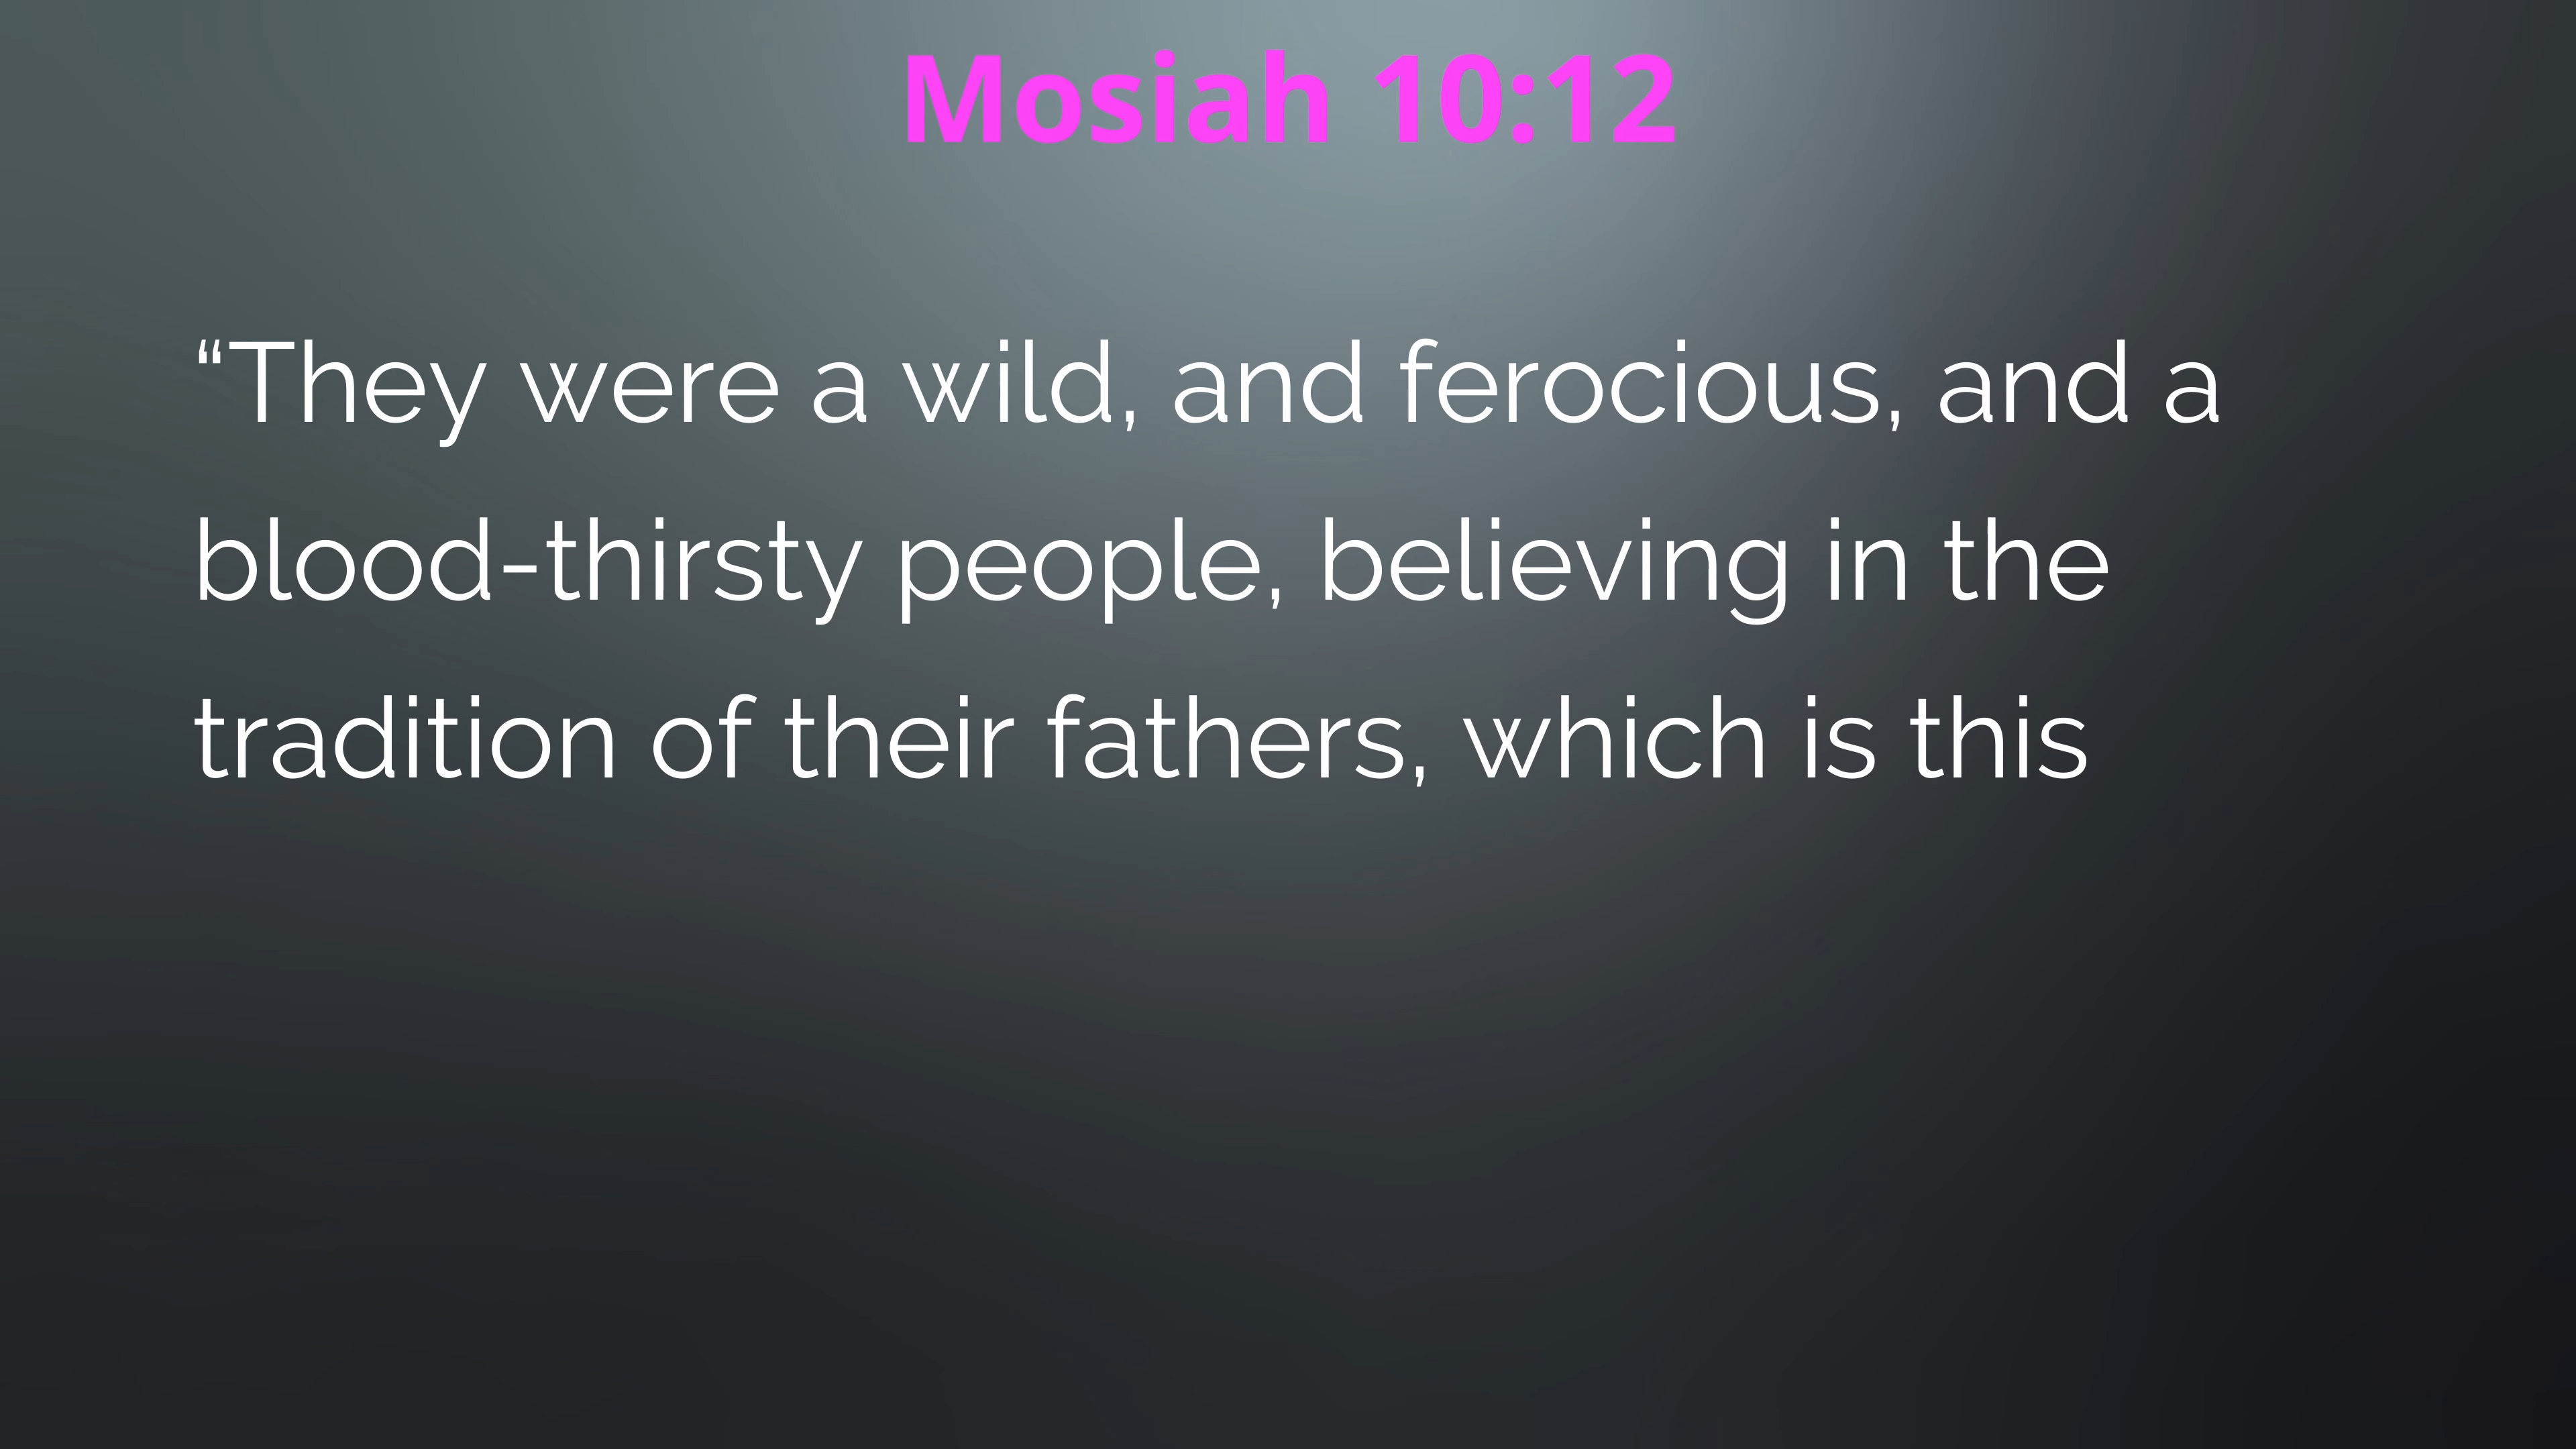 Mosiah 10:12
“They were a wild, and ferocious, and a
blood-thirsty people, believing in the
tradition of their fathers, which is this